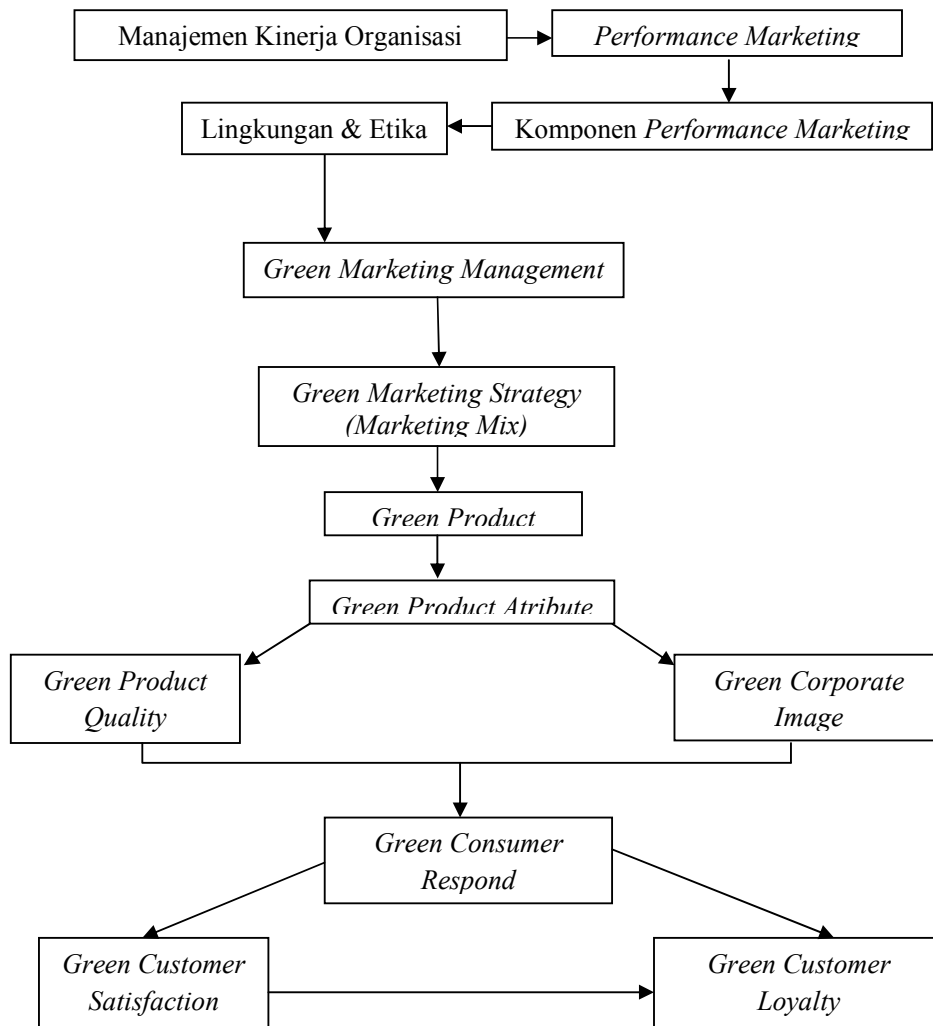 Manajemen Kinerja Organisasi
Performance Marketing
Lingkungan & Etika
Komponen Performance Marketing
Green Marketing Management
Green Marketing Strategy
(Marketing Mix)
Green Product
Green Product Atribute
Green Product
Quality
Green Corporate
Image
Green Consumer
Respond
Green Customer
Satisfaction
Green Customer
Loyalty